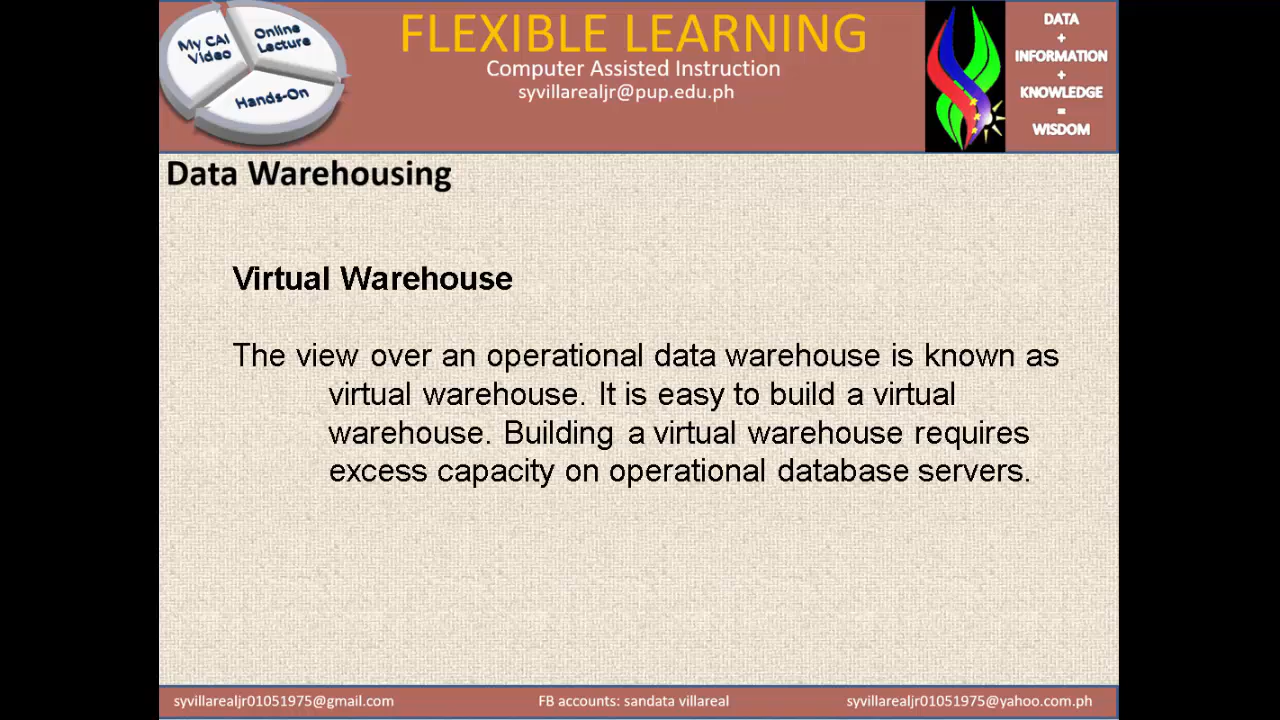 My CAI
Video
Online
Lecture
Hands-On
FLEXIBLE LEARNING
Computer Assisted Instruction
syvillarealjr@pup.edu.ph
DATA
+
INFORMATION
+
KNOWLEDGE
=
WISDOM
Data Warehousing
Virtual Warehouse
The view over an operational data warehouse is known as
virtual warehouse. It is easy to build a virtual
warehouse. Building a virtual warehouse requires
excess capacity on operational database servers.
syvillarealjr01051975@gmail.com
FB accounts: sandata villareal
syvillarealjr01051975@yahoo.com.ph